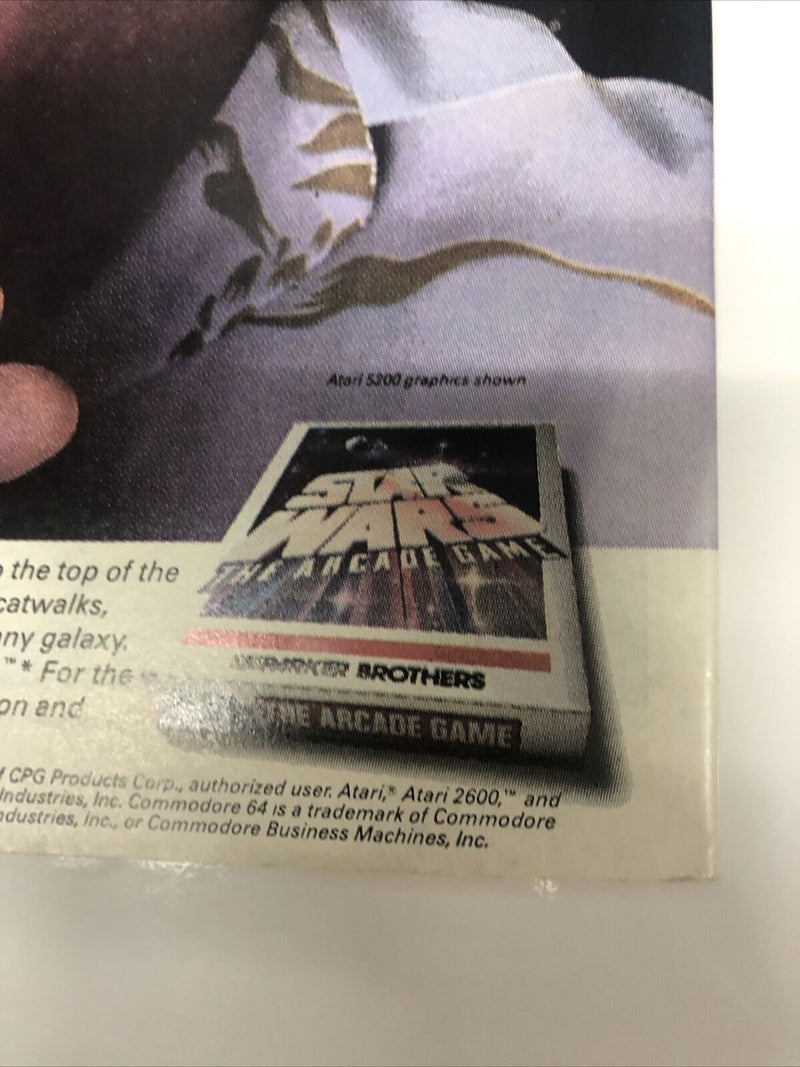 Atari 5200 graphics shown
STAR
WARS
THE ARCADE GAME
BROTHERS
THE ARCADE GAME
the top of the
catwalks,
ny galaxy.
™* For the
on and
f CPG Products Corp., authorized user. Atari,® Atari 2600,™ and
Industries, Inc. Commodore 64 is a trademark of Commodore
dustries, Inc., or Commodore Business Machines, Inc.